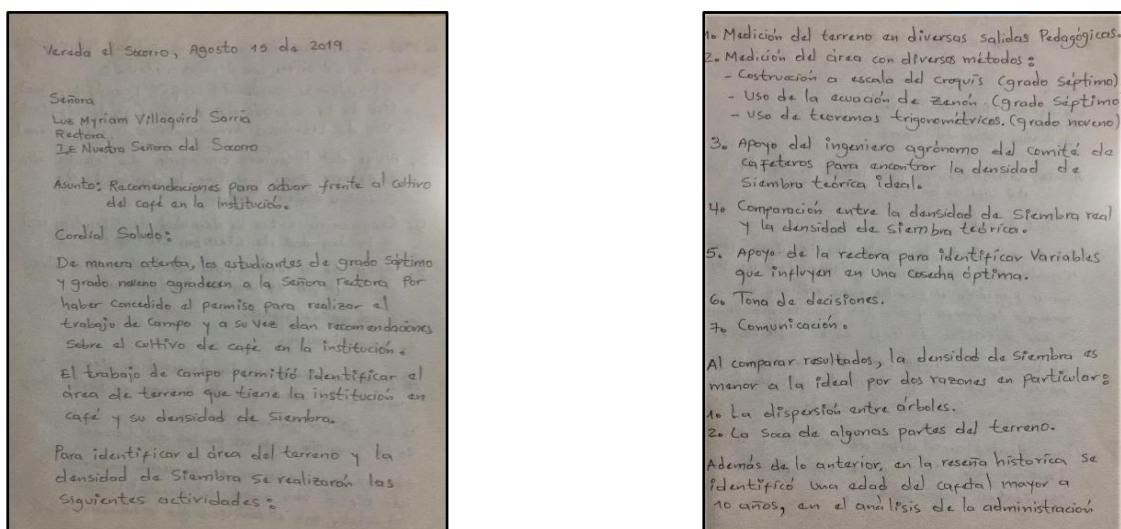 Vereda el Socorro, Agosto 15 de 2019
Señora
Luz Myriam Villaquirá Sarria
Rectora
I.E Nuestra Señora del Socorro
Asunto: Recomendaciones para actuar frente al cultivo
del café en la institución.
Cordial Saludo:
De manera atenta, los estudiantes de grado Séptimo
y grado noveno agradecen a la Señora rectora Por
haber concedido el permiso para realizar el
trabajo de campo y a su vez dan recomendaciones
Sobre el cultivo de café en la institución.
El trabajo de campo permitió identificar el
área de terreno que tiene la institución en
café y su densidad de Siembra.
Para identificar el área del terreno y la
densidad de Siembra Se realizarón las
Siguientes actividades:
1. Medición del terreno en diversas Salidas Pedagógicas.
2. Medición del área con diversos métodos:
- Costrucción a escala del croquis (grado Séptimo)
- Uso de la ecuación de Zenón (grado Séptimo
- Uso de teoremas trigonométricos. (grado noveno)
3. Apoyo del ingeniero agrónomo del comité de
cafeteros para encontrar la densidad de
Siembra teórica ideal.
4. Comparación entre la densidad de Siembra real
y la densidad de Siembra teórica.
5. Apoyo de la rectora para identificar Variables
que influyen en una cosecha óptima.
6. Toma de decisiones.
7. Comunicación.
Al comparar resultados, la densidad de Siembra es
menor a la ideal por dos razones en particular:
1. La dispersión entre árboles.
2. La Soca de algunas partes del terreno.
Además de lo anterior, en la reseña historica Se
identificó una edad del cafetal mayor a
10 años, en el análisis de la administración